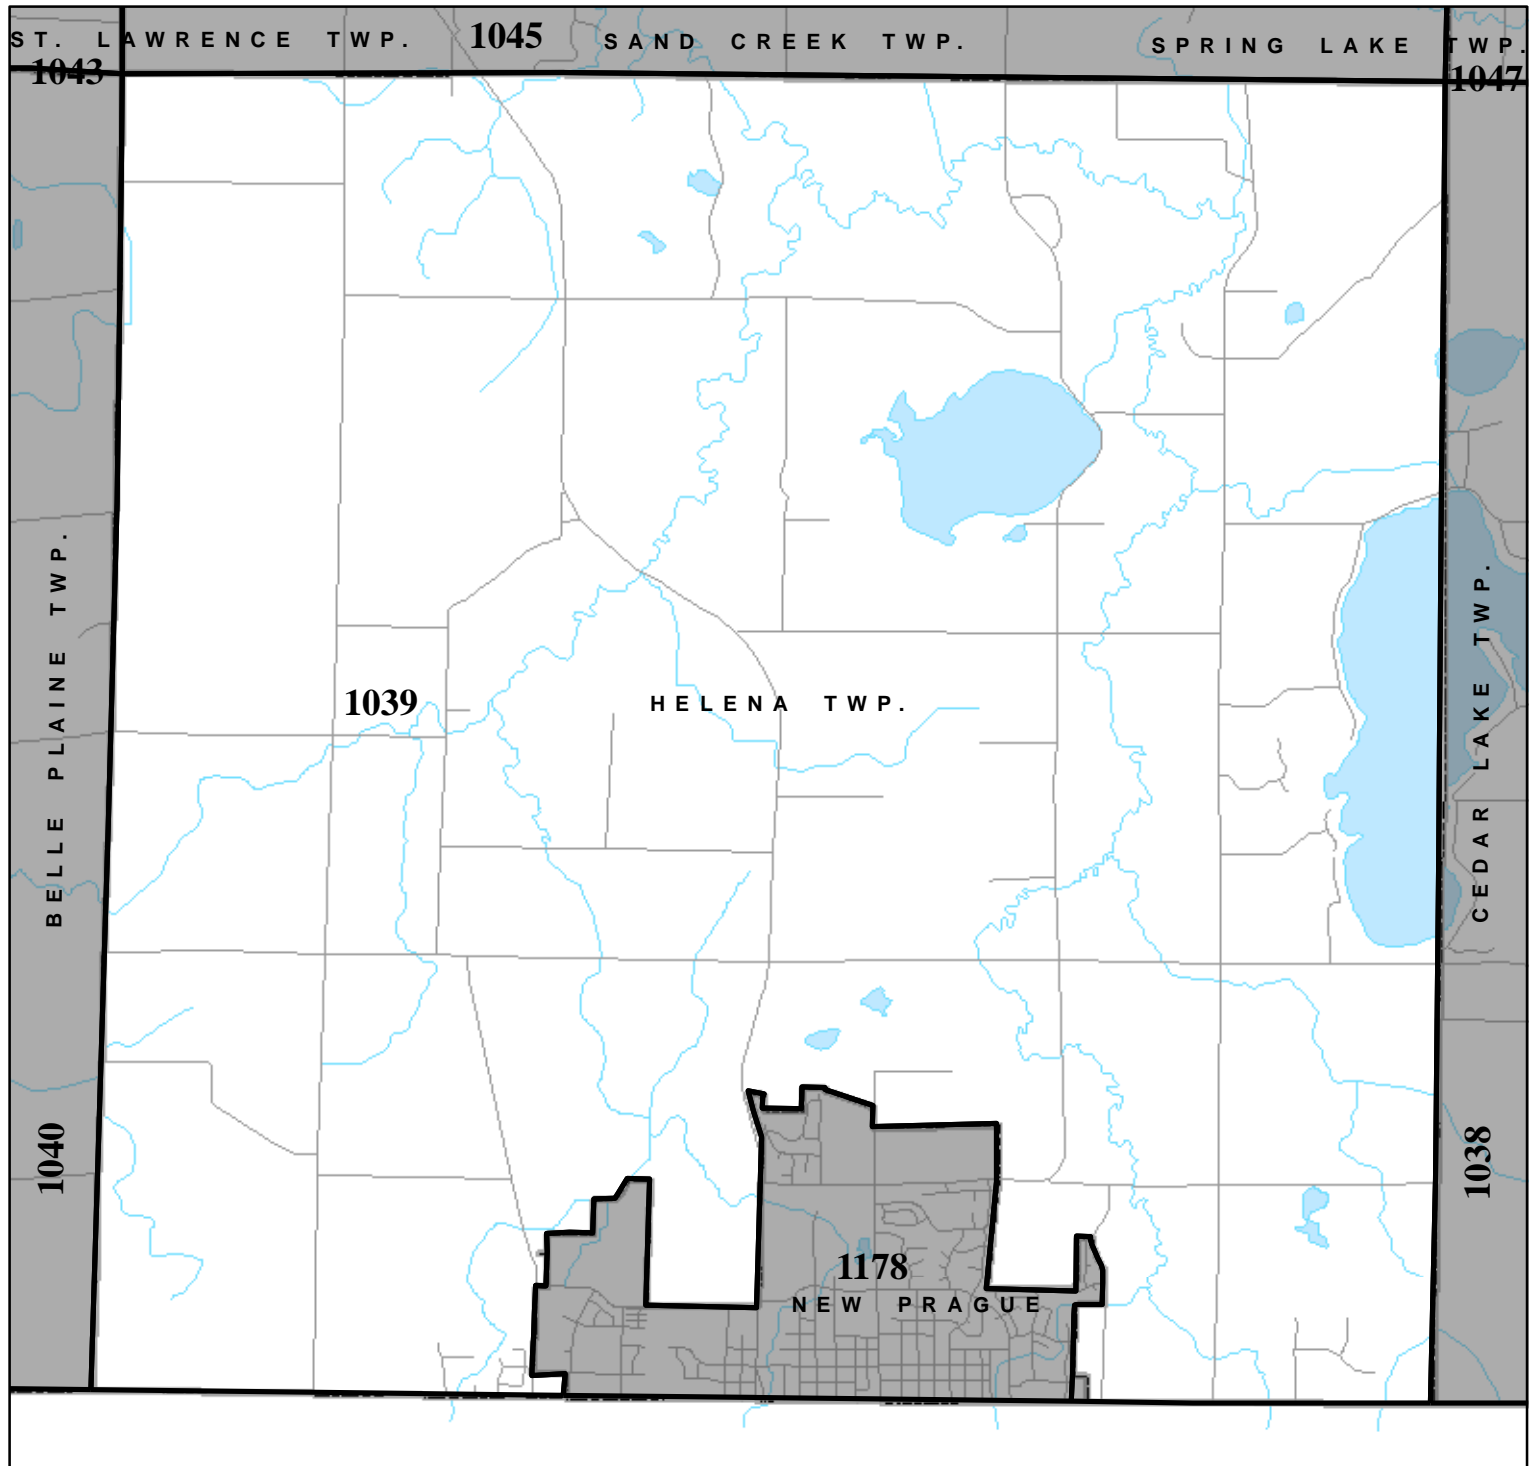 ST. LAWRENCE TWP.
1045
SAND CREEK TWP.
SPRING LAKE TWP.
1043
1047
BELLE PLAINE TWP.
CEDAR LAKE TWP.
1039
HELENA TWP.
1040
1038
1178
NEW PRAGUE